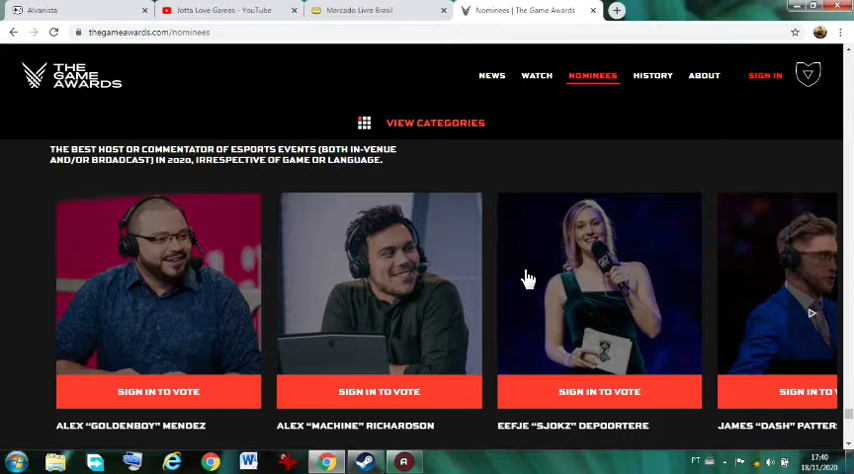 Alvanista
Jotta Love Games - YouTube
Mercado Livre Brasil
Nominees | The Game Awards
thegameawards.com/nominees
THE
GAME
AWARDS
NEWS
WATCH
NOMINEES
HISTORY
ABOUT
SIGN IN
VIEW CATEGORIES
THE BEST HOST OR COMMENTATOR OF ESPORTS EVENTS (BOTH IN-VENUE
AND/OR BROADCAST) IN 2020, IRRESPECTIVE OF GAME OR LANGUAGE.
SIGN IN TO VOTE
SIGN IN TO VOTE
SIGN IN TO VOTE
SIGN IN TO V
ALEX “GOLDENBOY” MENDEZ
ALEX “MACHINE” RICHARDSON
EEFJE “SJOKZ” DEPOORTERE
JAMES “DASH” PATTERS
PT
17:40
18/11/2020